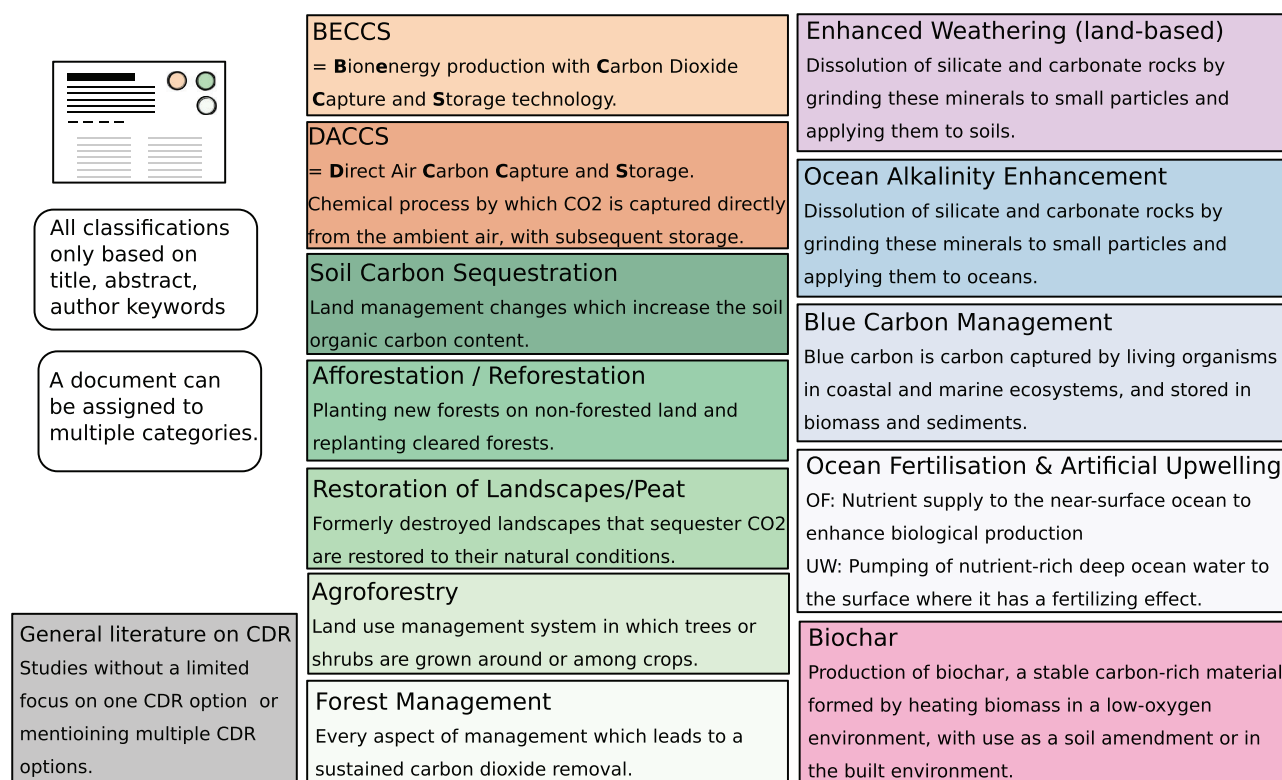 All classifications
only based on
title, abstract,
author keywords
A document can
be assigned to
multiple categories.
General literature on CDR
Studies without a limited
focus on one CDR option  or
mentioining multiple CDR
options.
BECCS
= Bionenergy production with Carbon Dioxide
Capture and Storage technology.
DACCS
= Direct Air Carbon Capture and Storage.
Chemical process by which CO2 is captured directly
from the ambient air, with subsequent storage.
Soil Carbon Sequestration
Land management changes which increase the soil
organic carbon content.
Afforestation / Reforestation
Planting new forests on non-forested land and
replanting cleared forests.
Restoration of Landscapes/Peat
Formerly destroyed landscapes that sequester CO2
are restored to their natural conditions.
Agroforestry
Land use management system in which trees or
shrubs are grown around or among crops.
Forest Management
Every aspect of management which leads to a
sustained carbon dioxide removal.
Enhanced Weathering (land-based)
Dissolution of silicate and carbonate rocks by
grinding these minerals to small particles and
applying them to soils.
Ocean Alkalinity Enhancement
Dissolution of silicate and carbonate rocks by
grinding these minerals to small particles and
applying them to oceans.
Blue Carbon Management
Blue carbon is carbon captured by living organisms
in coastal and marine ecosystems, and stored in
biomass and sediments.
Ocean Fertilisation & Artificial Upwelling
OF: Nutrient supply to the near-surface ocean to
enhance biological production
UW: Pumping of nutrient-rich deep ocean water to
the surface where it has a fertilizing effect.
Biochar
Production of biochar, a stable carbon-rich material
formed by heating biomass in a low-oxygen
environment, with use as a soil amendment or in
the built environment.